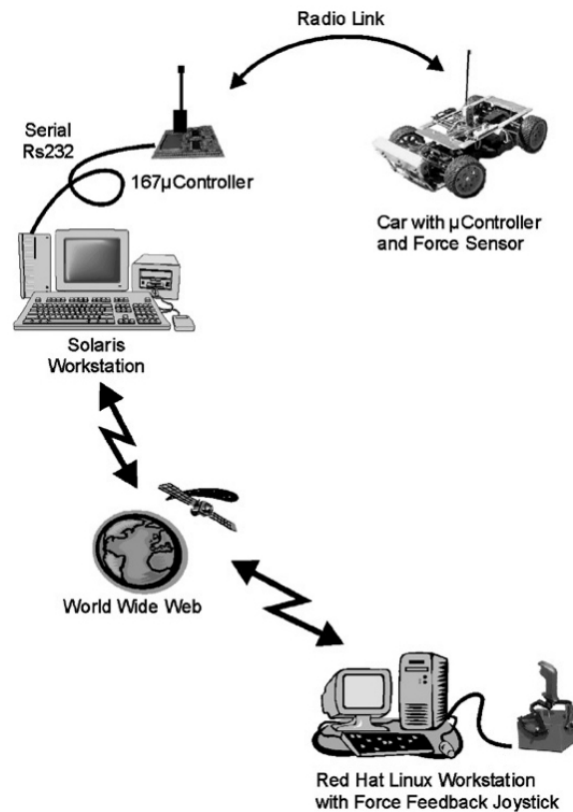 Radio Link
Serial
Rs232
167µController
Car with µController
and Force Sensor
Solaris
Workstation
World Wide Web
Red Hat Linux Workstation
with Force Feedback Joystick